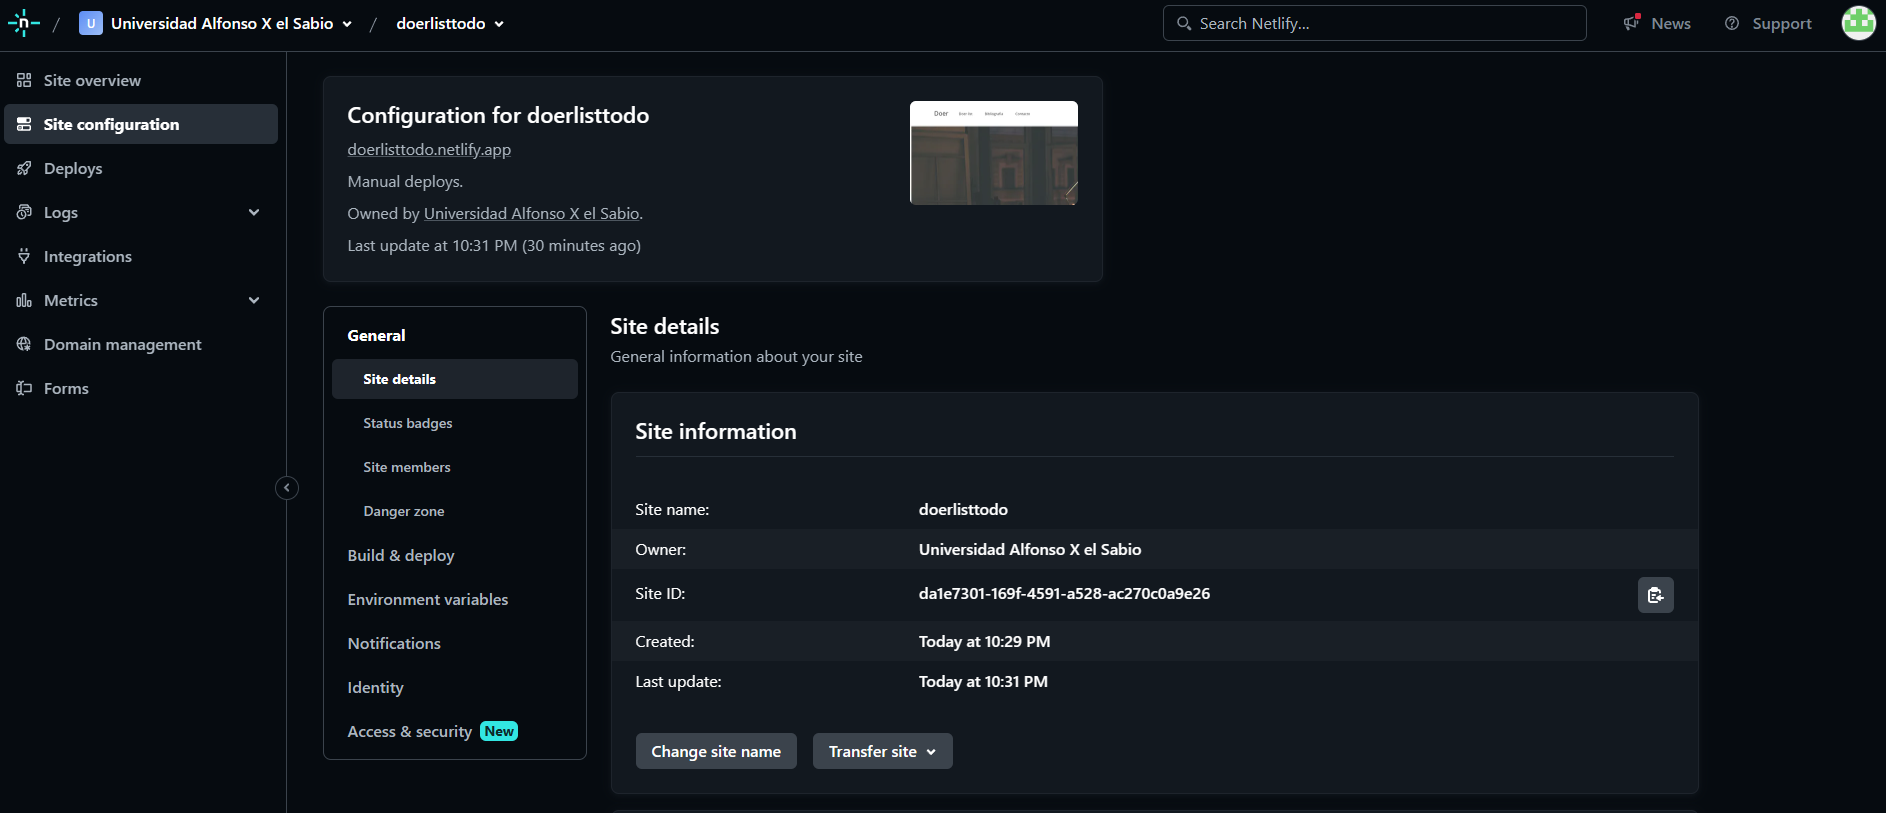 n / U Universidad Alfonso X el Sabio / doerlisttodo Search Netlify... News Support
Site overview
Site configuration
Deploys
Logs
Integrations
Metrics
Domain management
Forms
Configuration for doerlisttodo
doerlisttodo.netlify.app
Manual deploys.
Owned by Universidad Alfonso X el Sabio.
Last update at 10:31 PM (30 minutes ago)
Doer Bibliografia Contacto
General
Site details
Status badges
Site members
Danger zone
Build & deploy
Environment variables
Notifications
Identity
Access & security New
Site details
General information about your site
Site information
Site name: doerlisttodo
Owner: Universidad Alfonso X el Sabio
Site ID: da1e7301-169f-4591-a528-ac270c0a9e26
Created: Today at 10:29 PM
Last update: Today at 10:31 PM
Change site name Transfer site